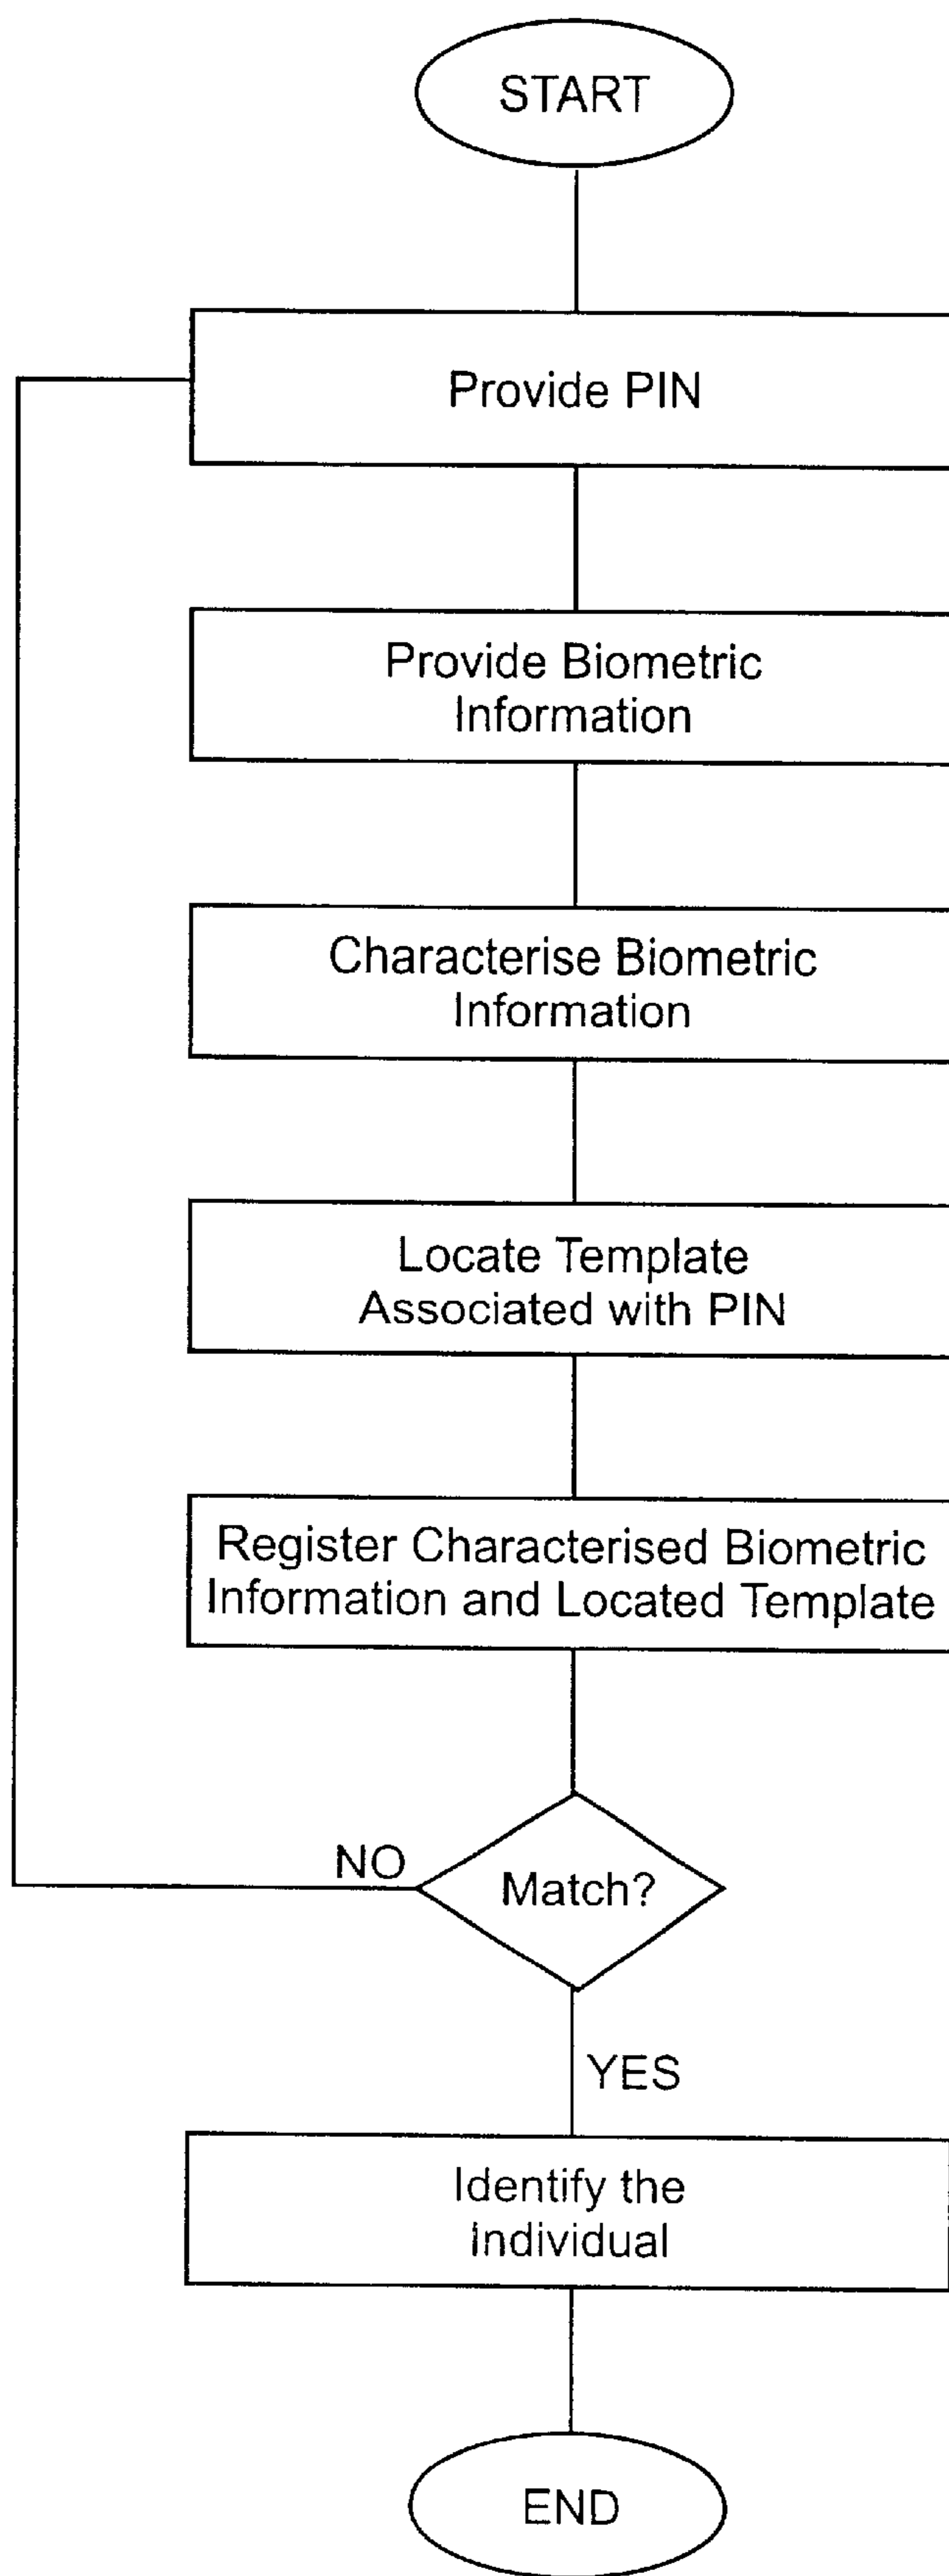 START
Provide PIN
Provide Biometric
Information
Characterise Biometric
Information
Locate Template
Associated with PIN
Register Characterised Biometric
Information and Located Template
NO
Match?
YES
Identify the
Individual
END